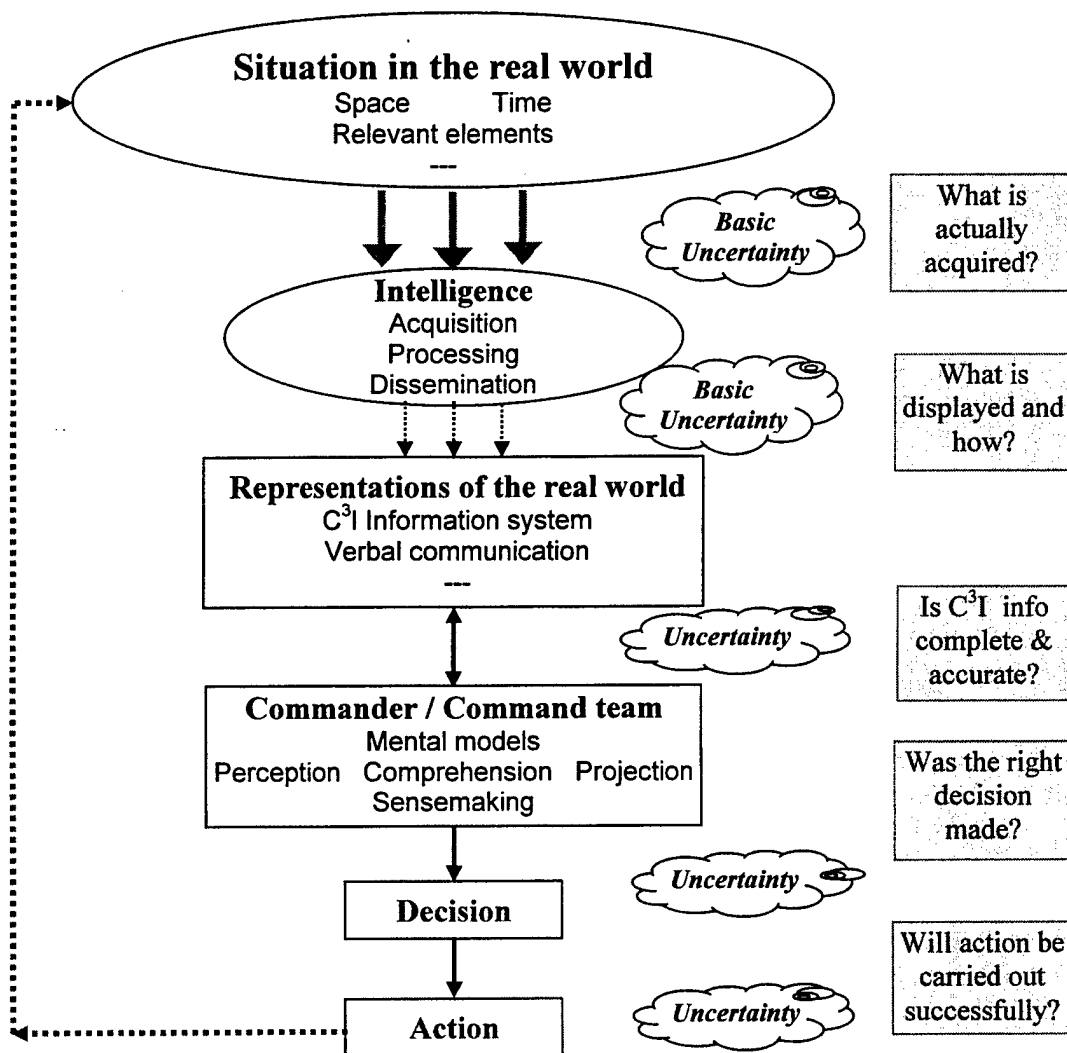 Situation in the real world
Space Time
Relevant elements
---
Basic
Uncertainty
What is
actually
acquired?
Intelligence
Acquisition
Processing
Dissemination
Basic
Uncertainty
What is
displayed and
how?
Representations of the real world
C³I Information system
Verbal communication
---
Uncertainty
Is C³I info
complete &
accurate?
Commander / Command team
Mental models
Perception Comprehension Projection
Sensemaking
Was the right
decision
made?
Uncertainty
Decision
Will action be
carried out
successfully?
Uncertainty
Action